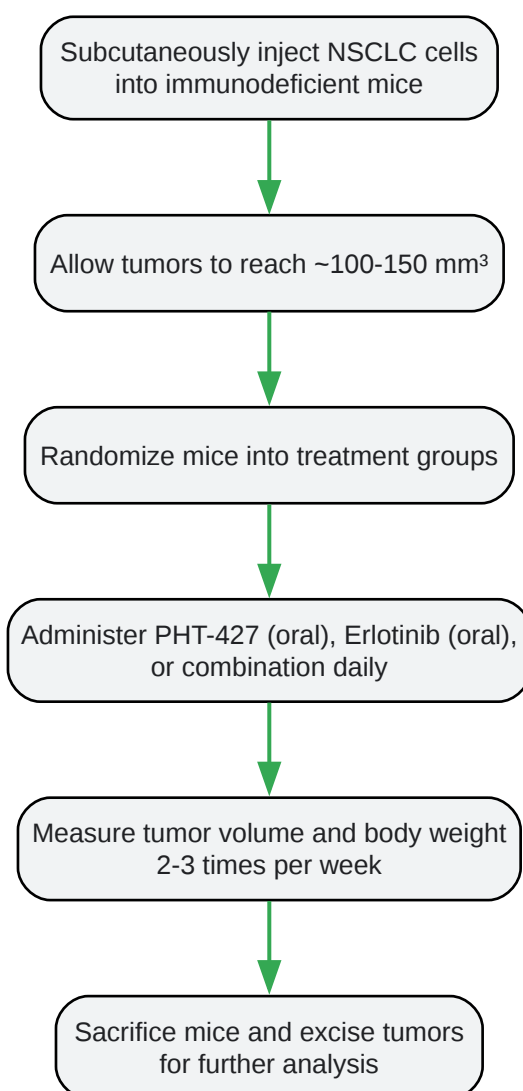 Subcutaneously inject NSCLC cells
into immunodeficient mice
Allow tumors to reach ~100-150 mm³
Randomize mice into treatment groups
Administer PHT-427 (oral), Erlotinib (oral),
or combination daily
Measure tumor volume and body weight
2-3 times per week
Sacrifice mice and excise tumors
for further analysis